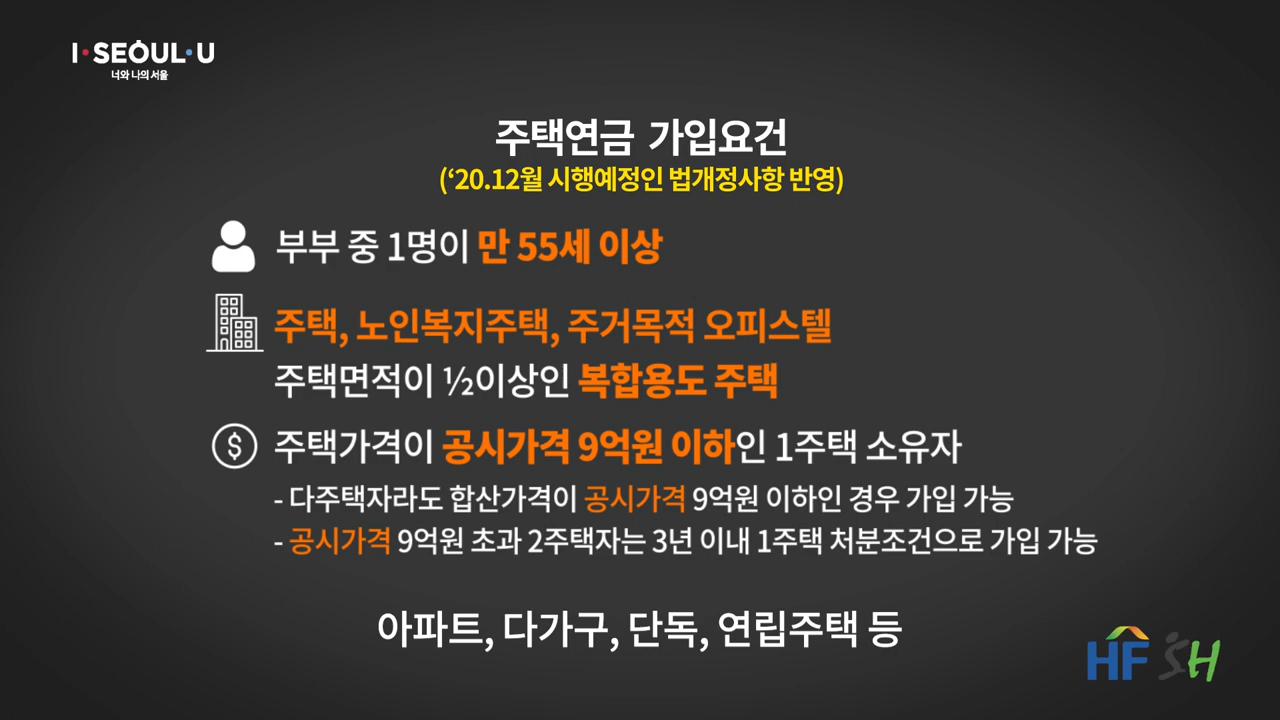 I·SEOUL·U
너와 나의 서울
주택연금 가입요건
(‘20.12월 시행예정인 법개정사항 반영)
부부 중 1명이 만 55세 이상
주택, 노인복지주택, 주거목적 오피스텔
주택면적이 ½이상인 복합용도 주택
주택가격이 공시가격 9억원 이하인 1주택 소유자
- 다주택자라도 합산가격이 공시가격 9억원 이하인 경우 가입 가능
- 공시가격 9억원 초과 2주택자는 3년 이내 1주택 처분조건으로 가입 가능
아파트, 다가구, 단독, 연립주택 등
HF SH